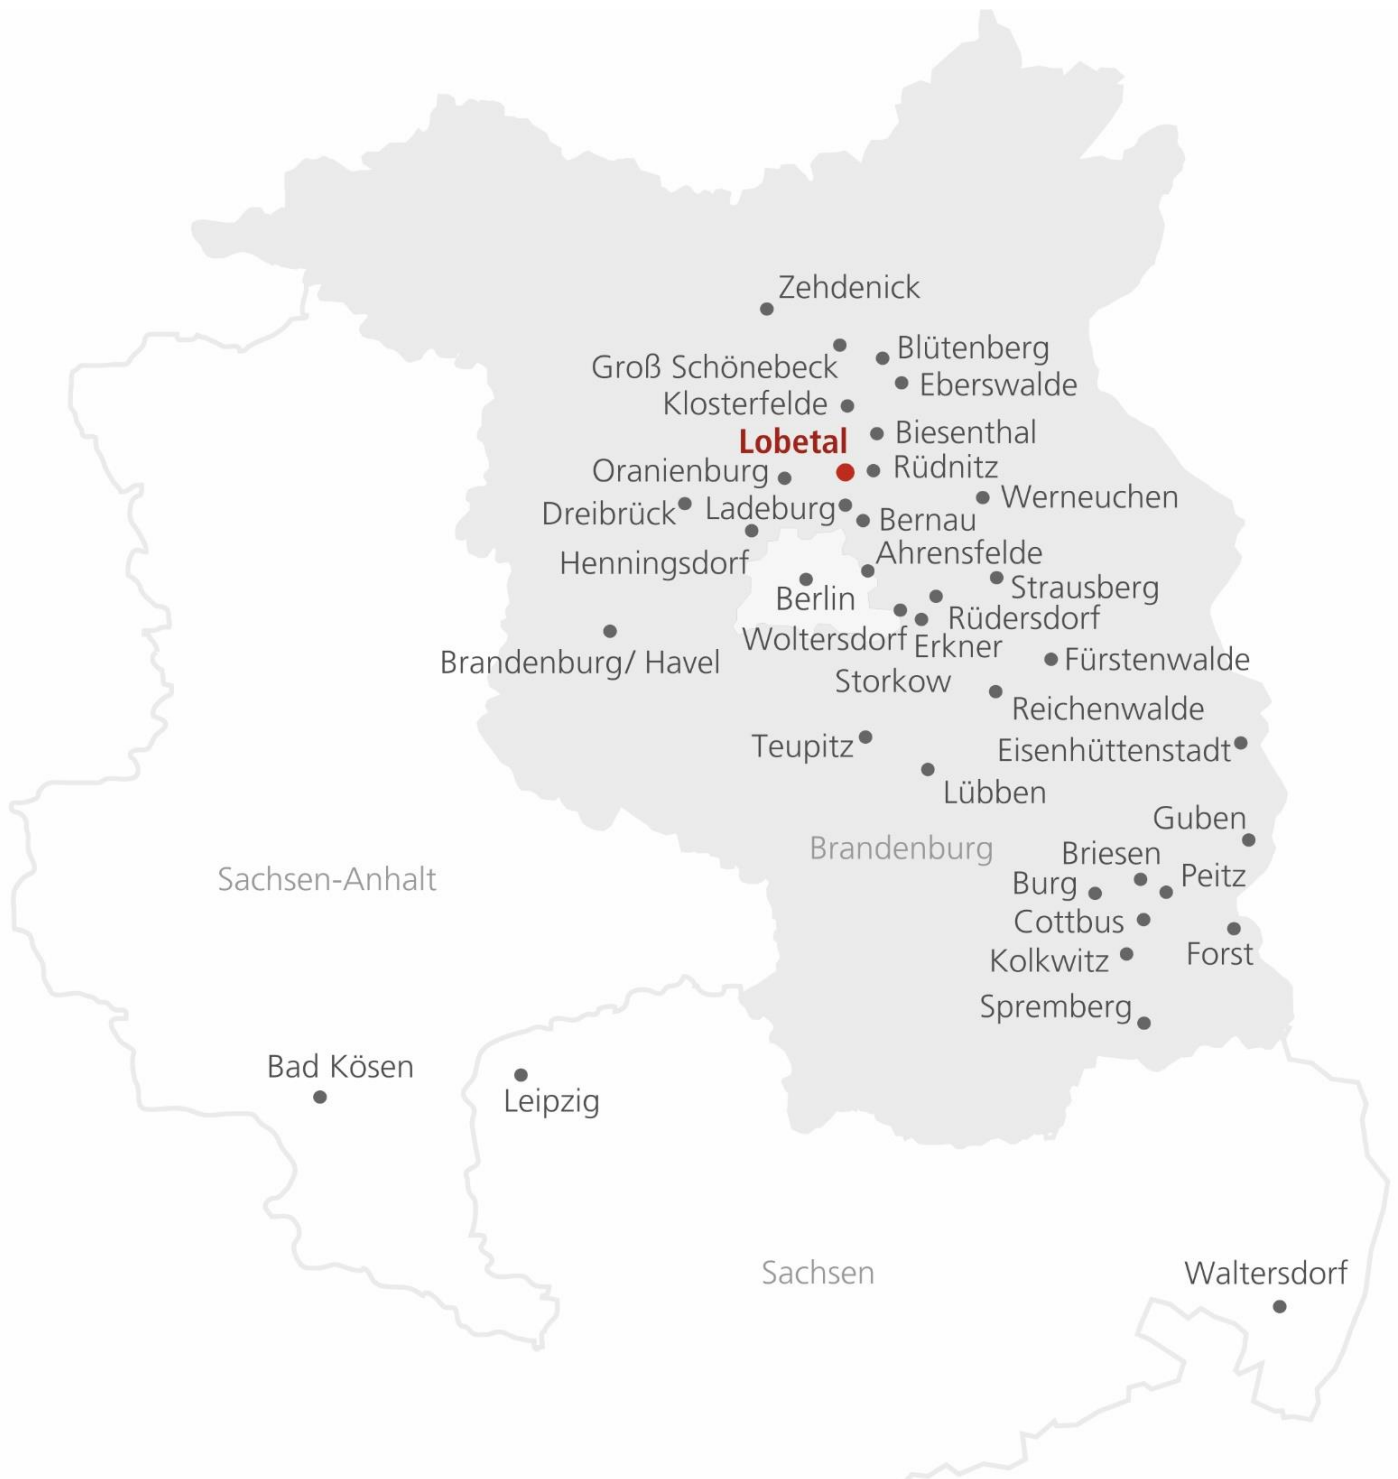 Zehdenick
Blütenberg
Groß Schönebeck
Eberswalde
Klosterfelde
Biesenthal
Lobetal
Rüdnitz
Oranienburg
Werneuchen
Dreibrück
Ladeburg
Bernau
Ahrensfelde
Henningsdorf
Strausberg
Berlin
Rüdersdorf
Woltersdorf
Erkner
Brandenburg/ Havel
Fürstenwalde
Storkow
Reichenwalde
Teupitz
Eisenhüttenstadt
Lübben
Guben
Brandenburg
Briesen
Peitz
Sachsen-Anhalt
Burg
Cottbus
Forst
Kolkwitz
Spremberg
Bad Kösen
Leipzig
Sachsen
Waltersdorf